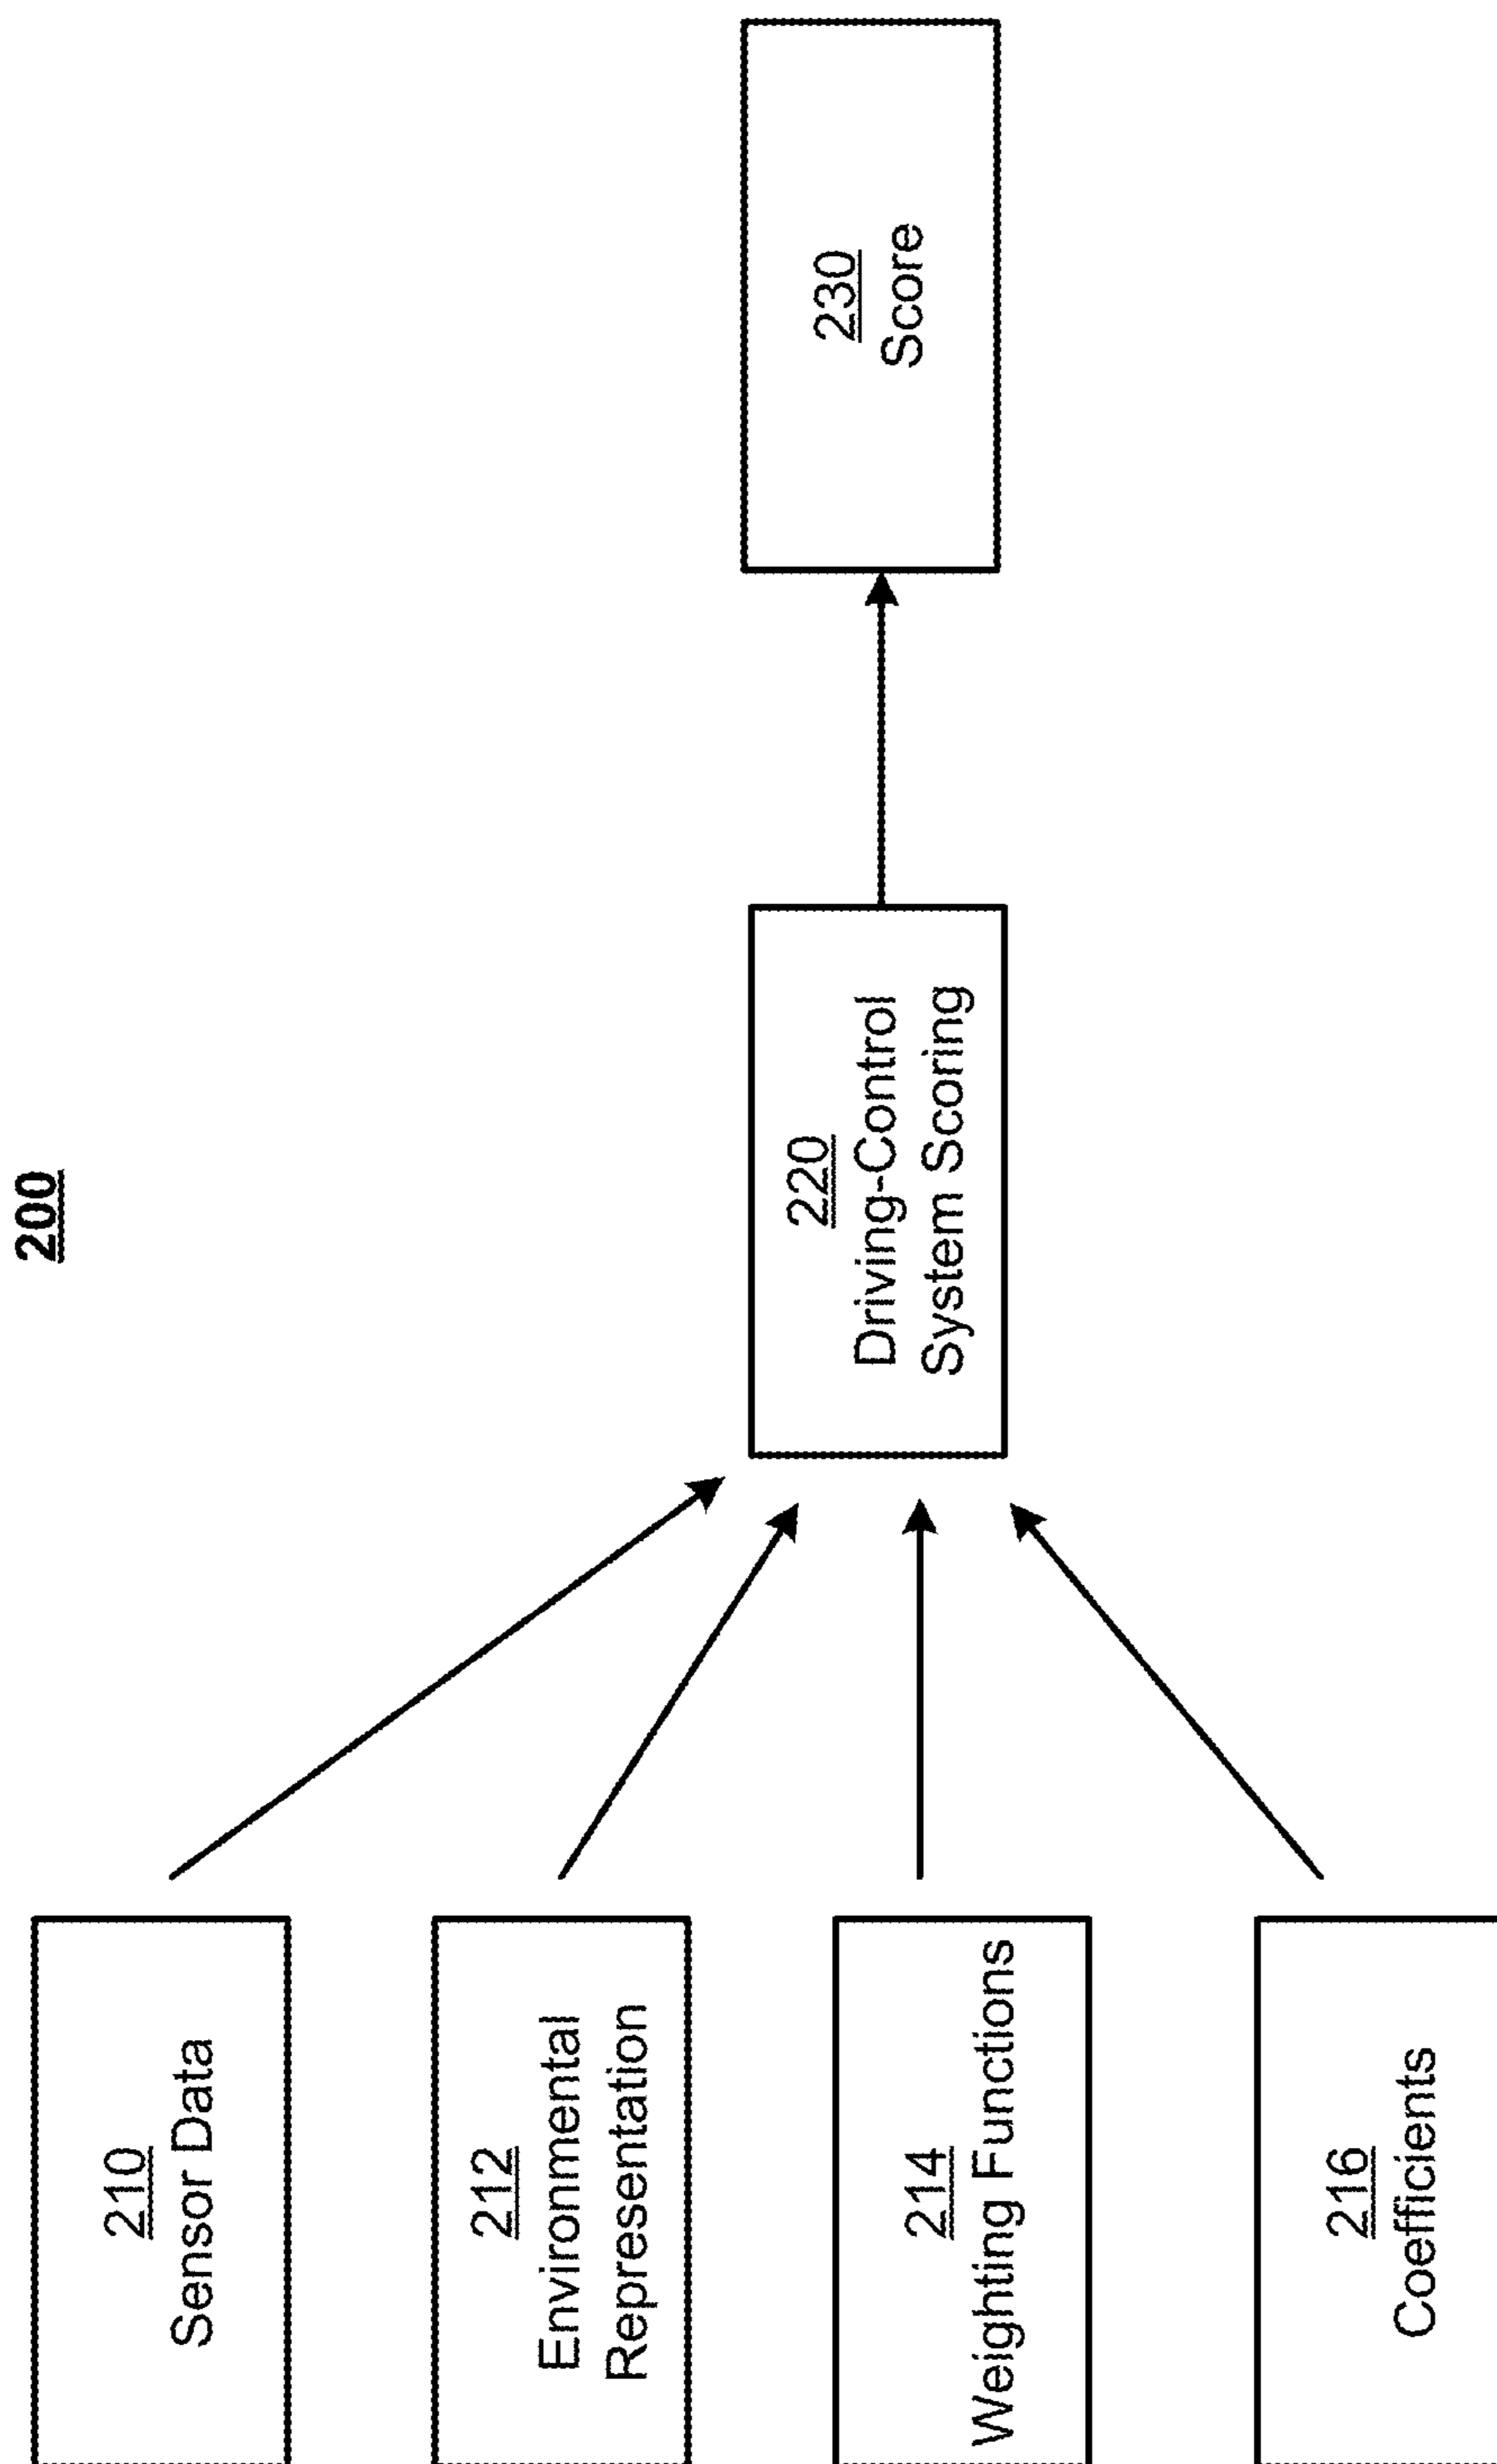 200
210
Sensor Data
212
Environmental
Representation
214
Weighting Functions
216
Coefficients
220
Driving-Control
System Scoring
230
Score